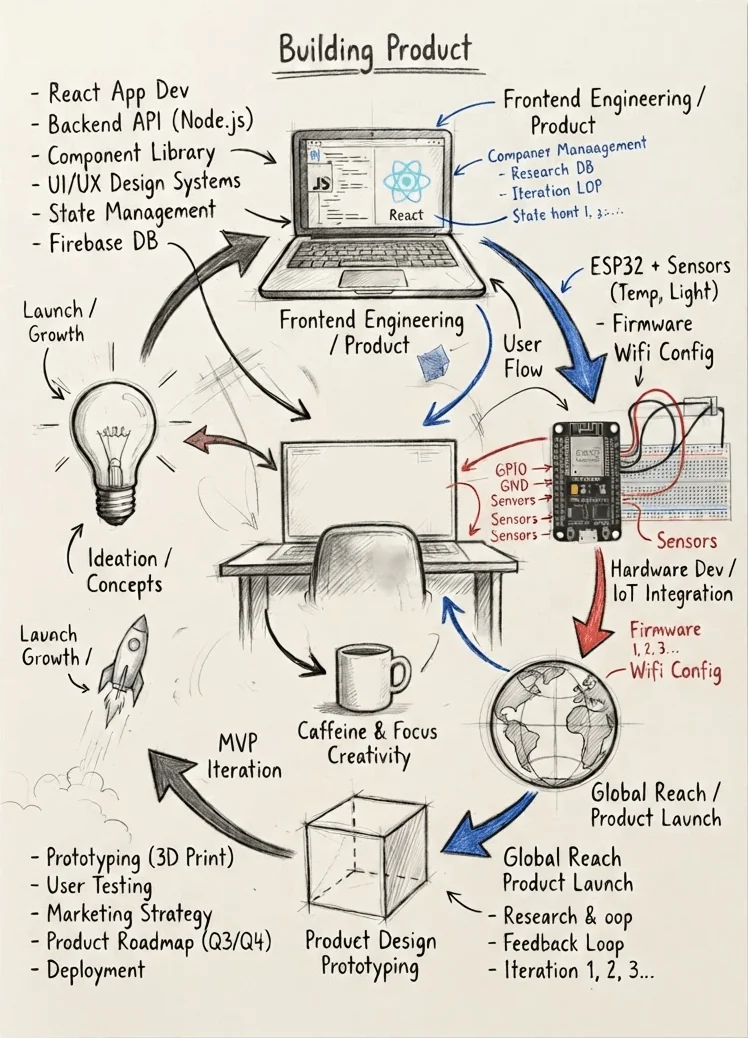 Building Product
- React App Dev
- Backend API (Node.js)
- Component Library
- UI/UX Design Systems
- State Management
- Firebase DB
JS
React
Frontend Engineering /
Product
Companer Manaagement
- Research DB
- Iteration LOP
State hont 1, 3:....
ESP32 + Sensors
(Temp, Light)
- Firmware
Wifi Config
Launch /
Growth
Frontend Engineering
/ Product
User
Flow
GPIO
GND
Senvers
Sensors
Sensors
Sensors
Ideation /
Concepts
Hardware Dev /
IoT Integration
Launch
Growth /
Firmware
1, 2, 3...
Wifi Config
Caffeine & Focus
Creativity
MVP
Iteration
Global Reach /
Product Launch
- Prototyping (3D Print)
- User Testing
- Marketing Strategy
- Product Roadmap (Q3/Q4)
- Deployment
Product Design
Prototyping
Global Reach
Product Launch
- Research & oop
- Feedback Loop
- Iteration 1, 2, 3...